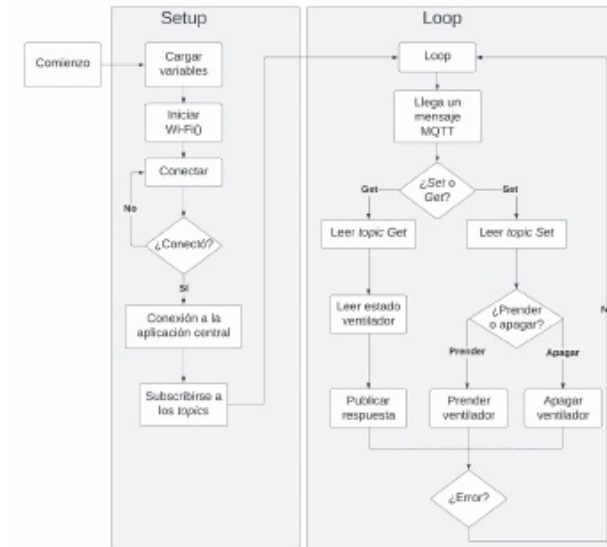 Setup
Loop
Comienzo
Cargar
variables
Iniciar
Wi-Fi()
Conectar
No
¿Conectó?
Sí
Conexión a la
aplicación central
Subscribirse a
los topics
Loop
Llega un
mensaje
MQTT
¿Set o
Get?
Get
Set
Leer topic Get
Leer topic Set
Leer estado
ventilador
¿Prender
o apagar?
Prender
Apagar
Publicar
respuesta
Prender
ventilador
Apagar
ventilador
¿Error?